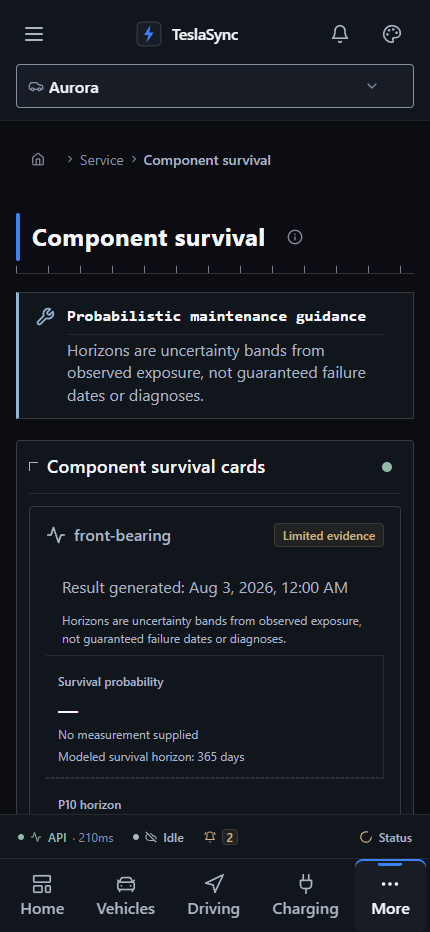 TeslaSync
Aurora
Service
Component survival
Component survival
Probabilistic maintenance guidance
Horizons are uncertainty bands from
observed exposure, not guaranteed failure
dates or diagnoses.
Component survival cards
front-bearing
Limited evidence
Result generated: Aug 3, 2026, 12:00 AM
Horizons are uncertainty bands from observed exposure,
not guaranteed failure dates or diagnoses.
Survival probability
—
No measurement supplied
Modeled survival horizon: 365 days
P10 horizon
API · 210ms
Idle
2
Status
Home
Vehicles
Driving
Charging
More